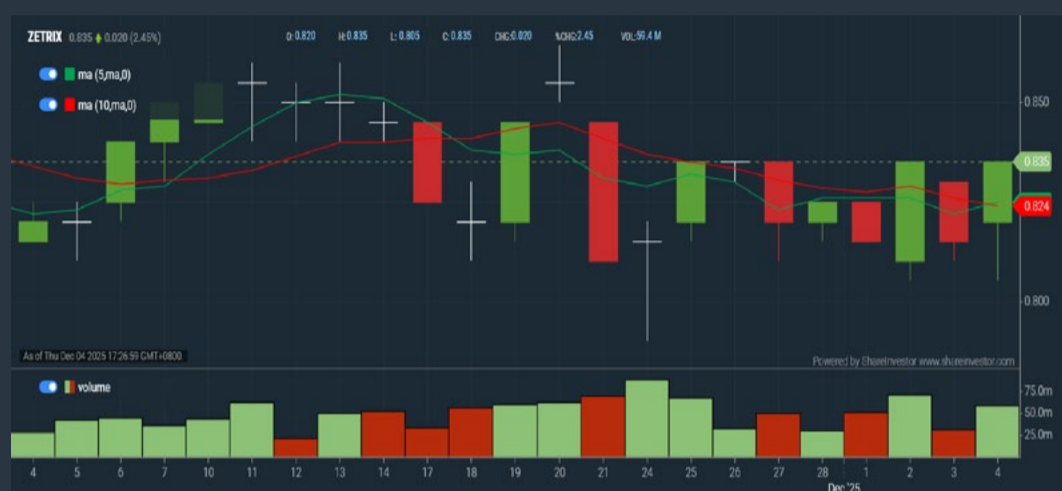 ZETRIX 0.835 0.020 (2.45%) O: 0.820 H: 0.835 L: 0.805 C: 0.835 CHG: 0.020 %CHG: 2.45 VOL: 59.4 M
ma (5,ma,0)
ma (10,ma,0)
0.850
0.835
0.824
0.800
As of Thu Dec 04 2025 17:26:59 GMT+0800
Powered by ShareInvestor www.shareinvestor.com
volume
75.0m
50.0m
25.0m
4 5 6 7 10 11 12 13 14 17 18 19 20 21 24 25 26 27 28 1 2 3 4
Dec '25